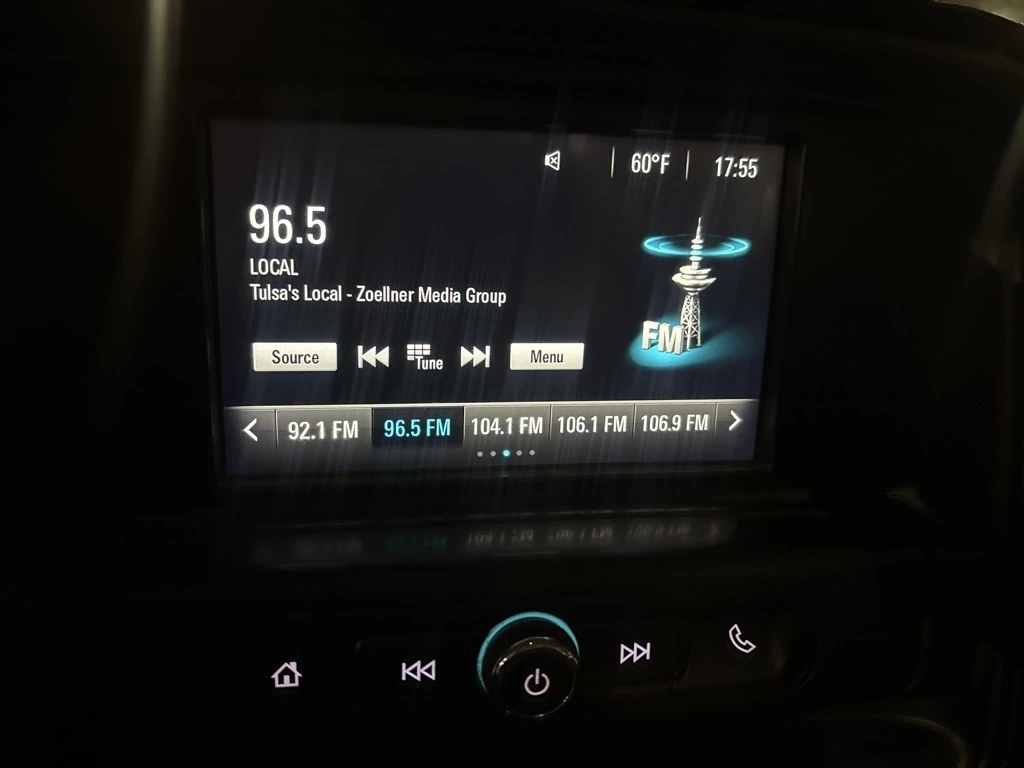 60°F 17:55
96.5
LOCAL
Tulsa's Local - Zoellner Media Group
FM
Source Tune Menu
92.1 FM 96.5 FM 104.1 FM 106.1 FM 106.9 FM